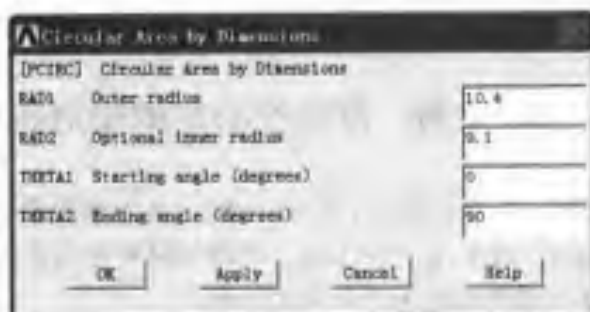 Circular Area by Dimensions
[PCIRC] Circular Area by Dimensions
RAD1 Outer radius 10.4
RAD2 Optional inner radius 9.1
THETA1 Starting angle (degrees) 0
THETA2 Ending angle (degrees) 90
OK Apply Cancel Help